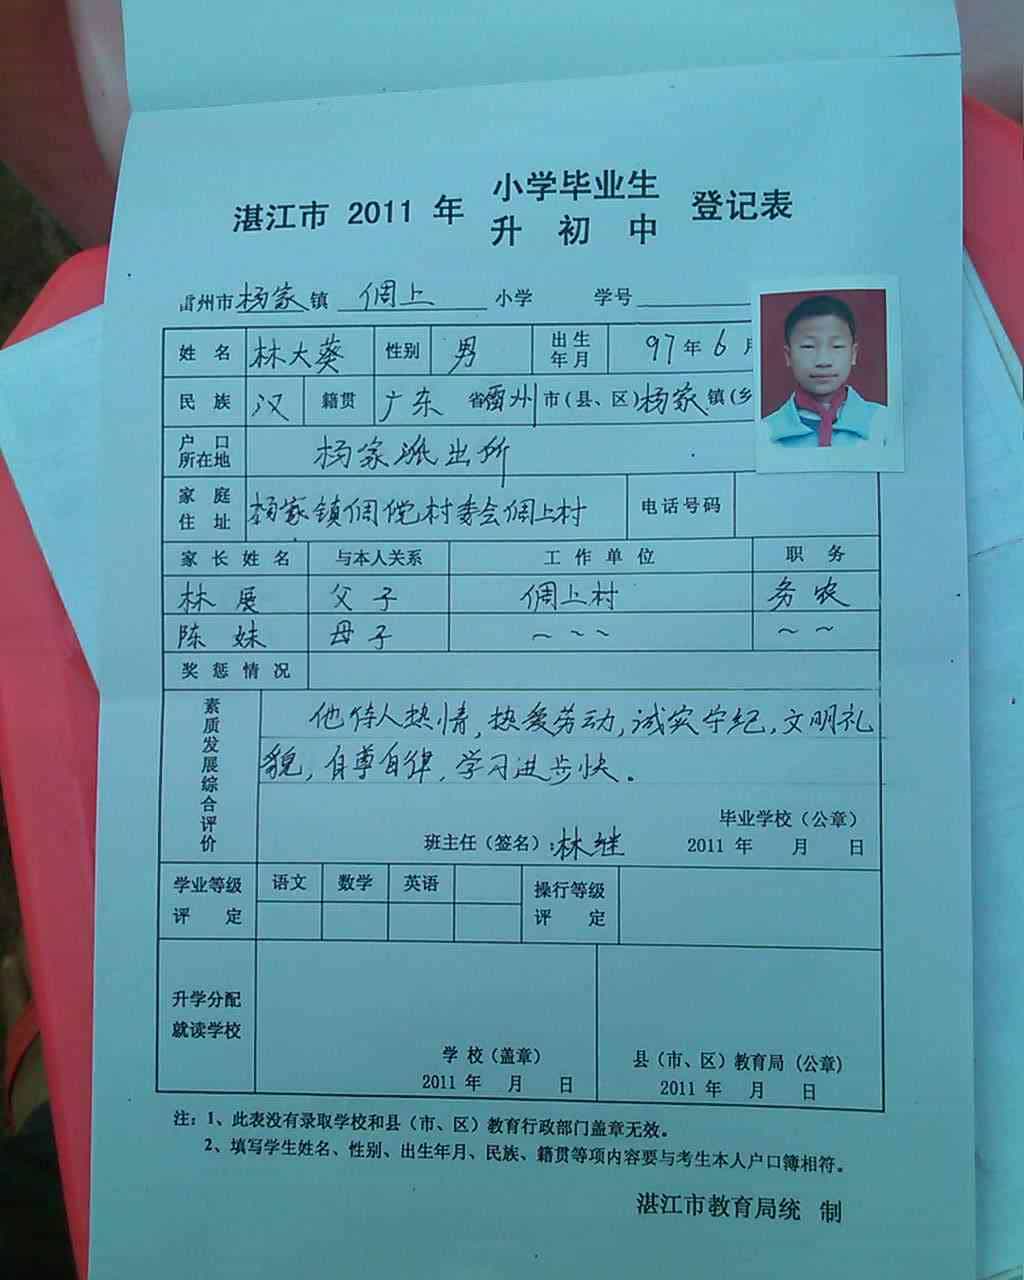 湛江市 2011 年 小学毕业生 登记表
升 初 中
雷州市杨家镇 倜上 小学 学号
姓 名 林大葵 性别 男 出生年月 97年6月
民 族 汉 籍贯 广东 省雷州 市(县、区)杨家镇(乡
户 口 所在地 杨家派出所
家 庭 住 址 杨家镇倜傥村委会倜上村 电话号码
家 长 姓 名 与本人关系 工 作 单 位 职 务
林 展 父子 倜上村 务农
陈 妹 母子 ~ ~ ~ ~ ~
奖 惩 情 况
素质发展综合评价
他待人热情,热爱劳动,诚实守纪,文明礼
貌,自尊自律,学习进步快。
毕业学校(公章)
班主任(签名):林继 2011 年 月 日
学业等级 评 定 语文 数学 英语 操行等级 评 定
升学分配
就读学校
学 校(盖章) 县(市、区)教育局(公章)
2011 年 月 日 2011 年 月 日
注:1、此表没有录取学校和县(市、区)教育行政部门盖章无效。
2、填写学生姓名、性别、出生年月、民族、籍贯等项内容要与考生本人户口簿相符。
湛江市教育局统 制